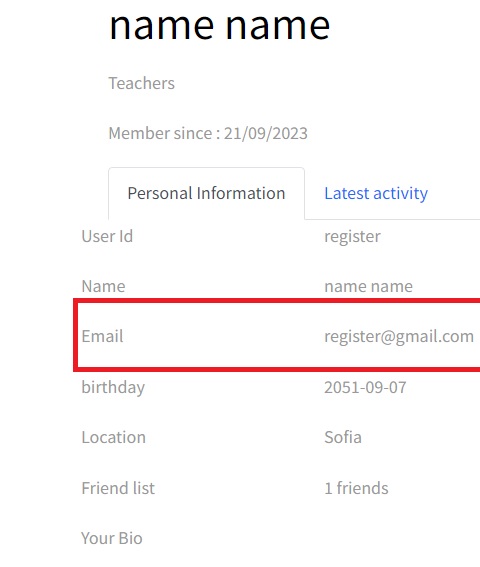 name name
Teachers
Member since : 21/09/2023
Personal Information Latest activity
User Id register
Name name name
Email register@gmail.com
birthday 2051-09-07
Location Sofia
Friend list 1 friends
Your Bio